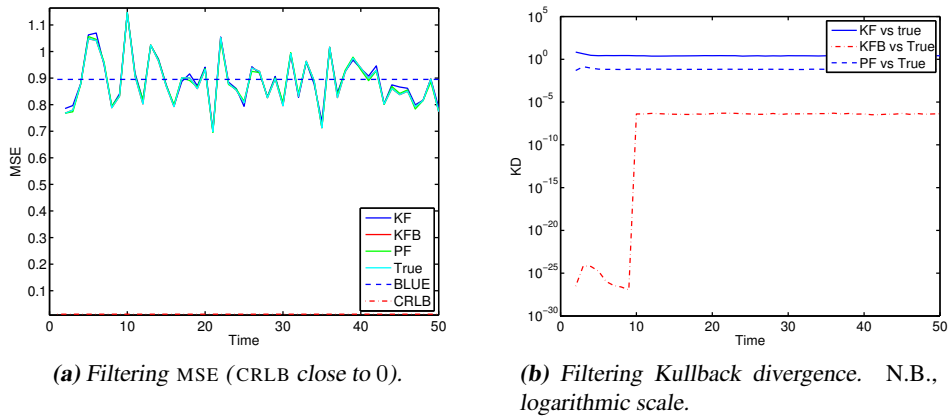 1.1
1
0.9
0.8
0.7
0.6
0.5
0.4
0.3
0.2
0.1
MSE
KF
KFB
PF
True
BLUE
CRLB
0 10 20 30 40 50
Time
(a) Filtering MSE (CRLB close to 0).
10^5
10^0
10^-5
10^-10
10^-15
10^-20
10^-25
10^-30
KD
KF vs true
KFB vs True
PF vs True
0 10 20 30 40 50
Time
(b) Filtering Kullback divergence. N.B.,
logarithmic scale.